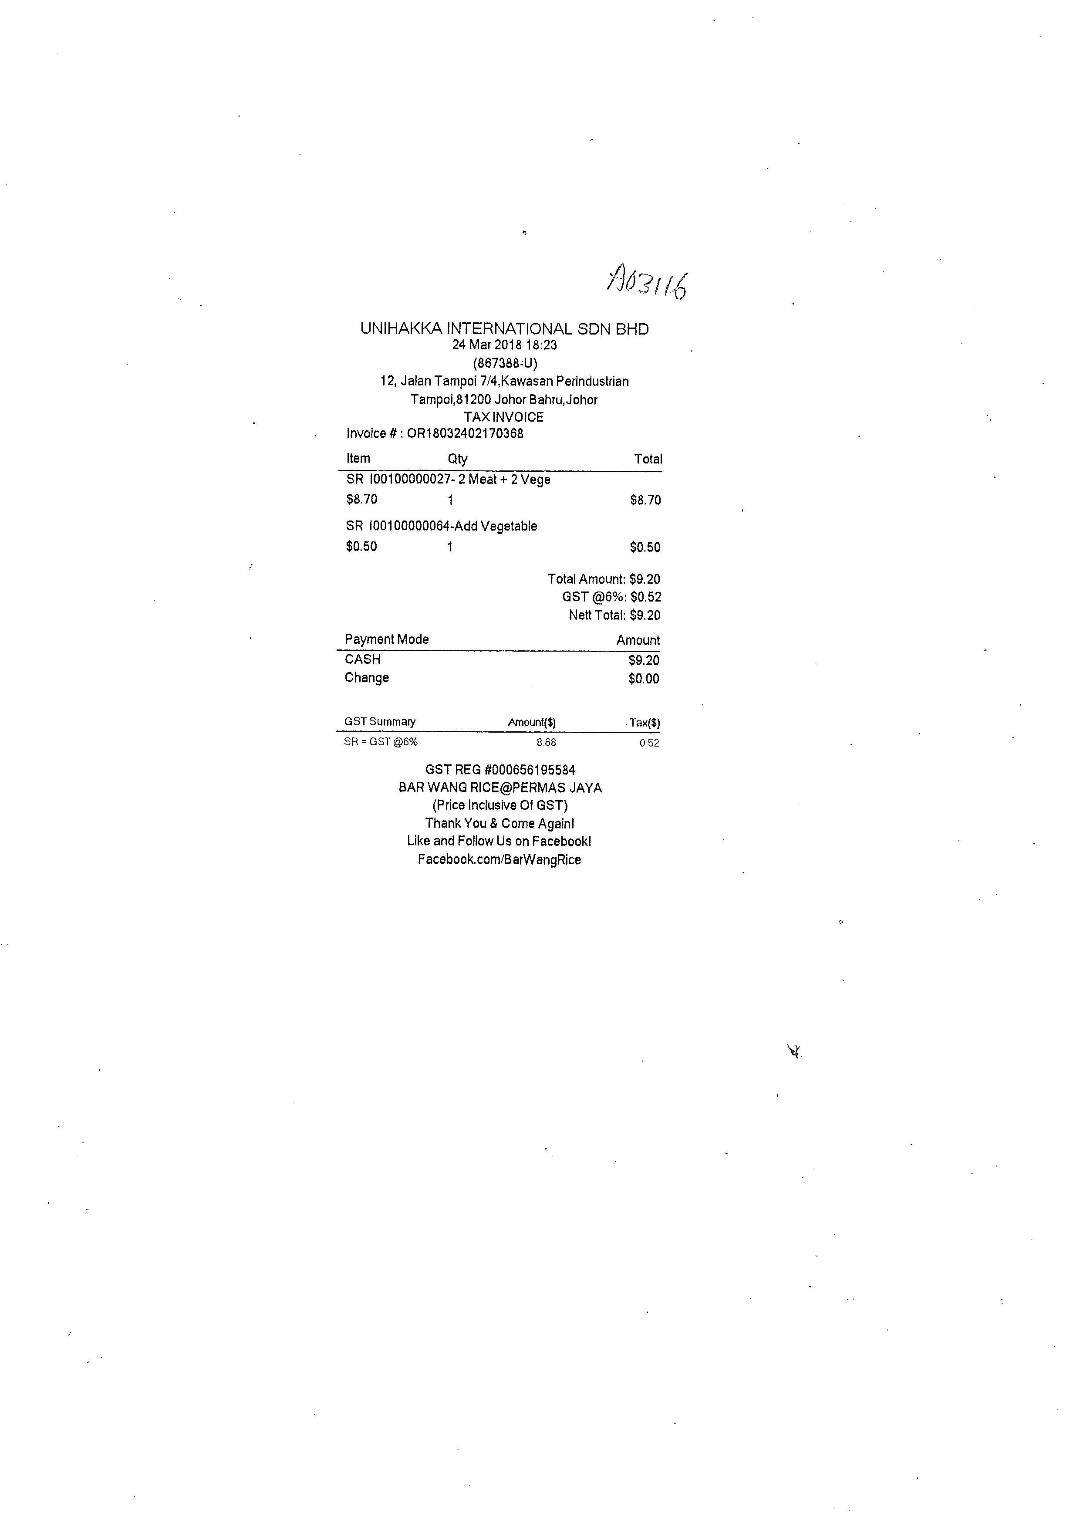 A03116
UNIHAKKA INTERNATIONAL SDN BHD
24 Mar 2018 18:23
(867388-U)
12, Jalan Tampoi 7/4,Kawasan Perindustrian
Tampoi,81200 Johor Bahru,Johor
TAX INVOICE
Invoice # : OR18032402170368
Item Qty Total
SR I00100000027- 2 Meat + 2 Vege
$8.70 1 $8.70
SR I00100000064-Add Vegetable
$0.50 1 $0.50
Total Amount: $9.20
GST @6%: $0.52
Nett Total: $9.20
Payment Mode Amount
CASH $9.20
Change $0.00
GST Summary Amount($) Tax($)
SR = GST @6% 8.68 0.52
GST REG #000656195584
BAR WANG RICE@PERMAS JAYA
(Price Inclusive Of GST)
Thank You & Come Again!
Like and Follow Us on Facebook!
Facebook.com/BarWangRice